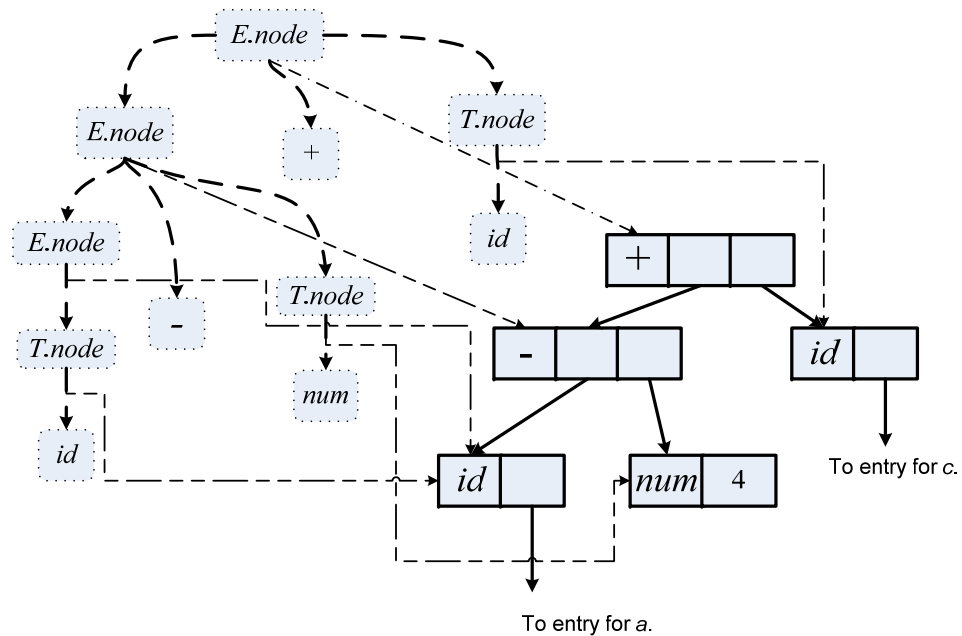 E.node
E.node
+
T.node
E.node
-
T.node
id
T.node
num
id
+
-
id
id
num 4
To entry for c.
To entry for a.